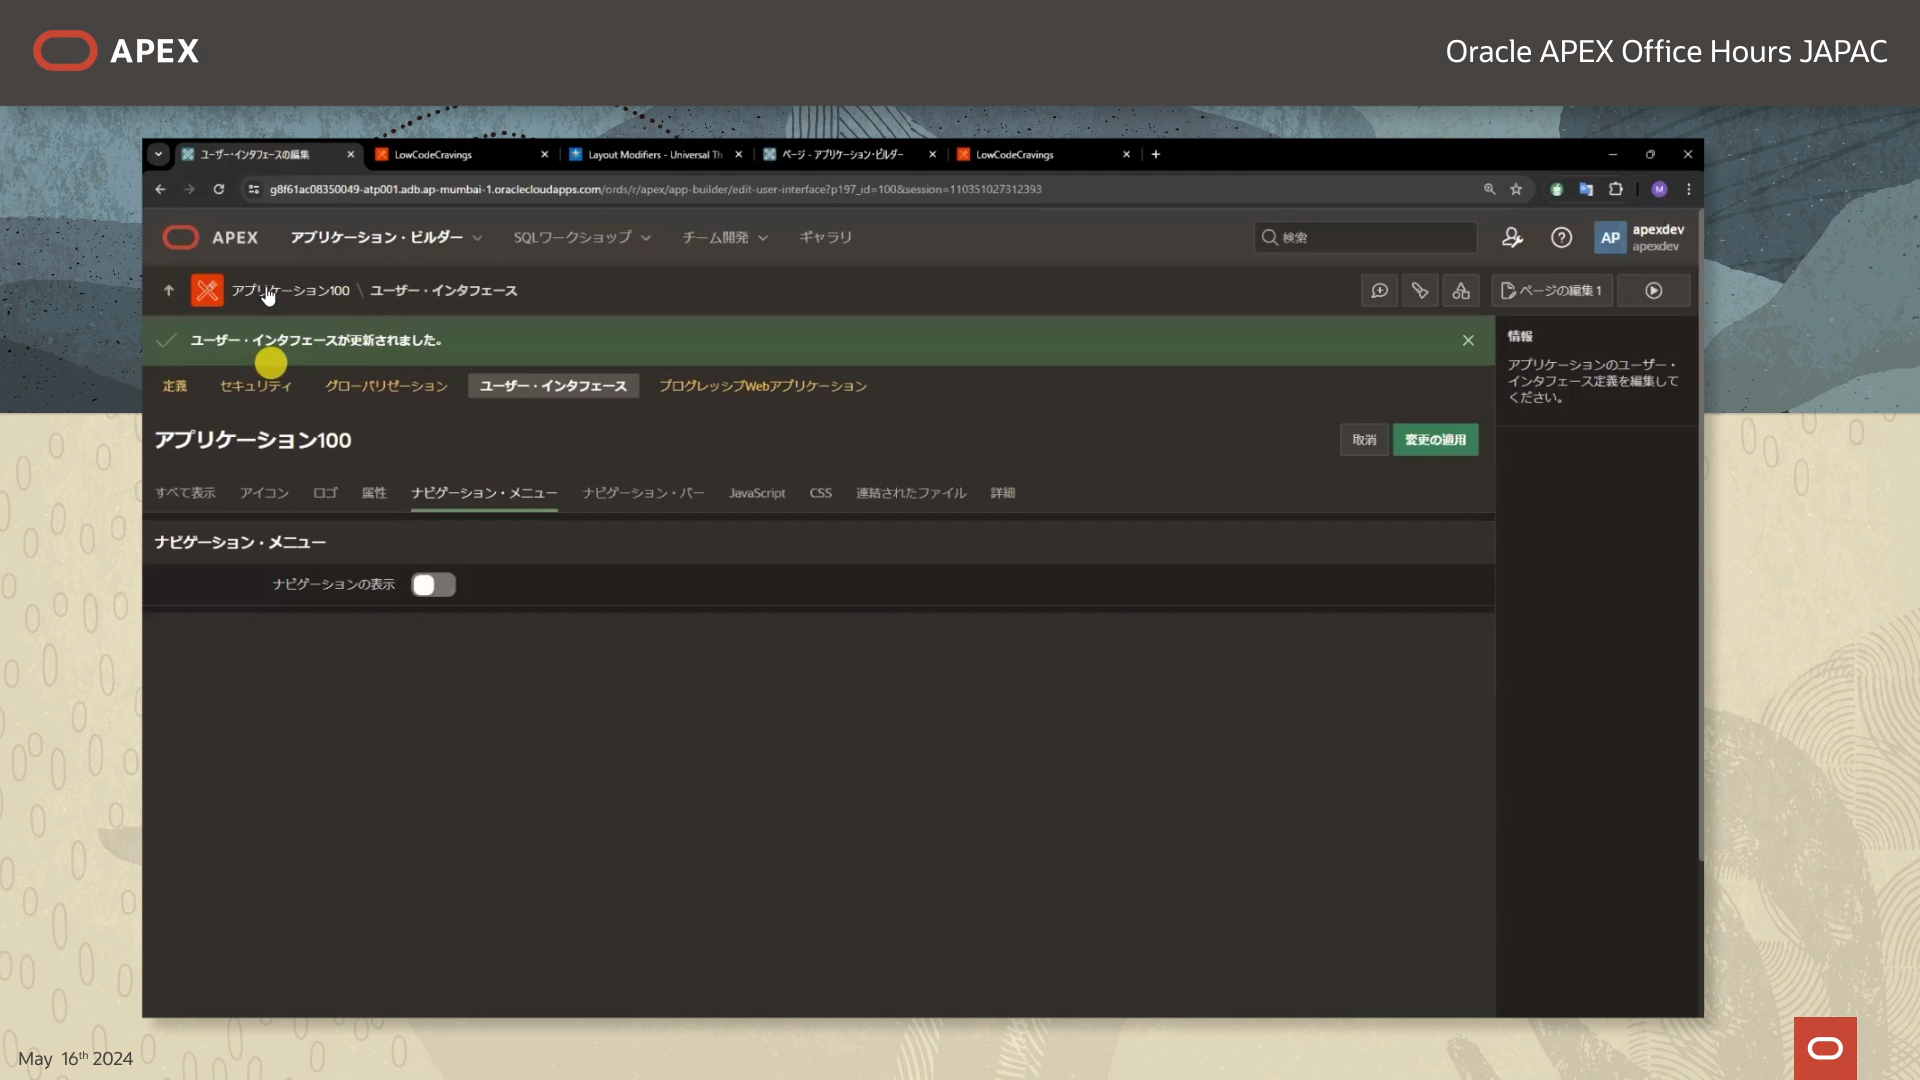 APEX
Oracle APEX Office Hours JAPAC
ユーザー・インタフェースの編集
LowCodeCravings
Layout Modifiers - Universal Th
ページ - アプリケーション・ビルダー
LowCodeCravings
g8f61ac08350049-atp001.adb.ap-mumbai-1.oraclecloudapps.com/ords/r/apex/app-builder/edit-user-interface?p197_id=100&session=110351027312393
M
APEX
アプリケーション・ビルダー
SQLワークショップ
チーム開発
ギャラリ
検索
AP
apexdev
apexdev
アプリケーション100 \ ユーザー・インタフェース
ページの編集 1
ユーザー・インタフェースが更新されました。
情報
アプリケーションのユーザー・
インタフェース定義を編集して
ください。
定義
セキュリティ
グローバリゼーション
ユーザー・インタフェース
プログレッシブWebアプリケーション
アプリケーション100
取消
変更の適用
すべて表示
アイコン
ロゴ
属性
ナビゲーション・メニュー
ナビゲーション・バー
JavaScript
CSS
連結されたファイル
詳細
ナビゲーション・メニュー
ナビゲーションの表示
May 16th 2024